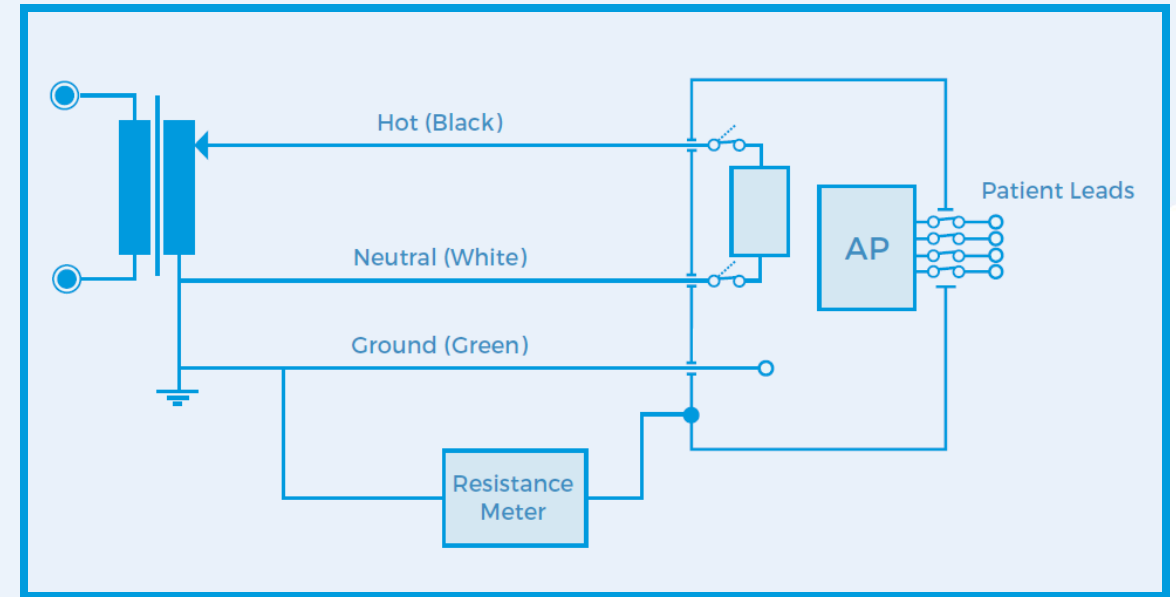 Hot (Black)
Patient Leads
AP
Neutral (White)
Ground (Green)
Resistance
Meter